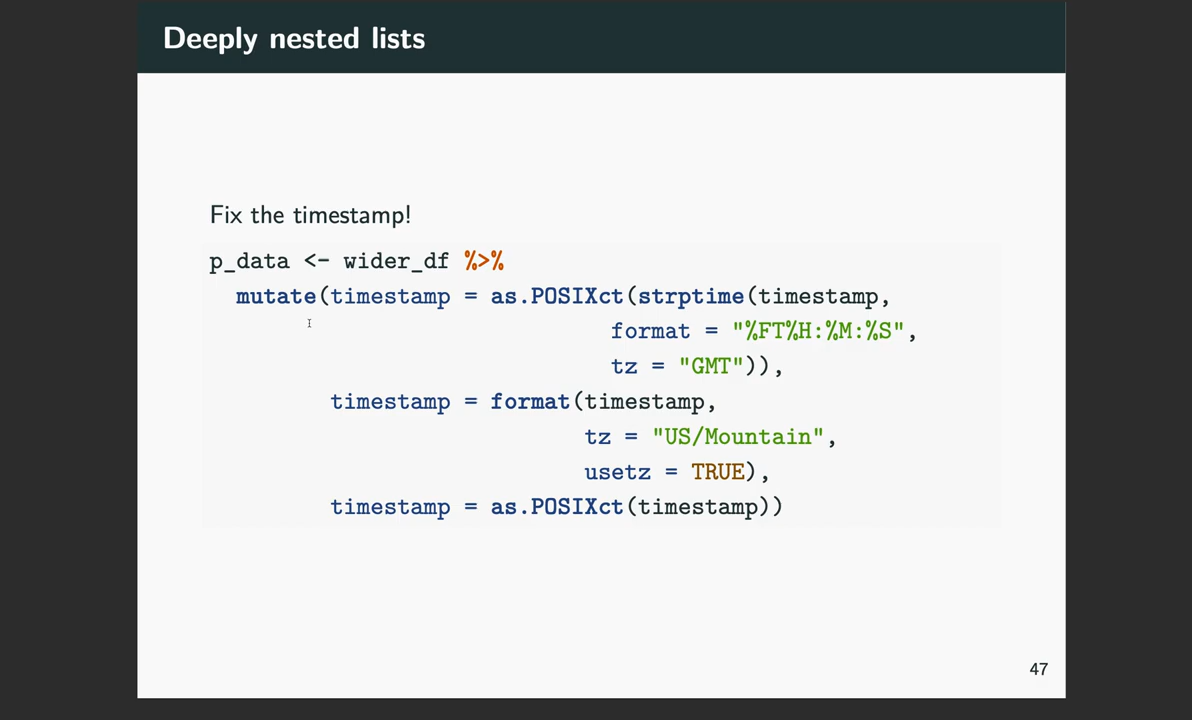 Deeply nested lists
Fix the timestamp!
p_data <- wider_df %>%
mutate(timestamp = as.POSIXct(strptime(timestamp,
format = "%FT%H:%M:%S",
tz = "GMT")),
timestamp = format(timestamp,
tz = "US/Mountain",
usetz = TRUE),
timestamp = as.POSIXct(timestamp))
47